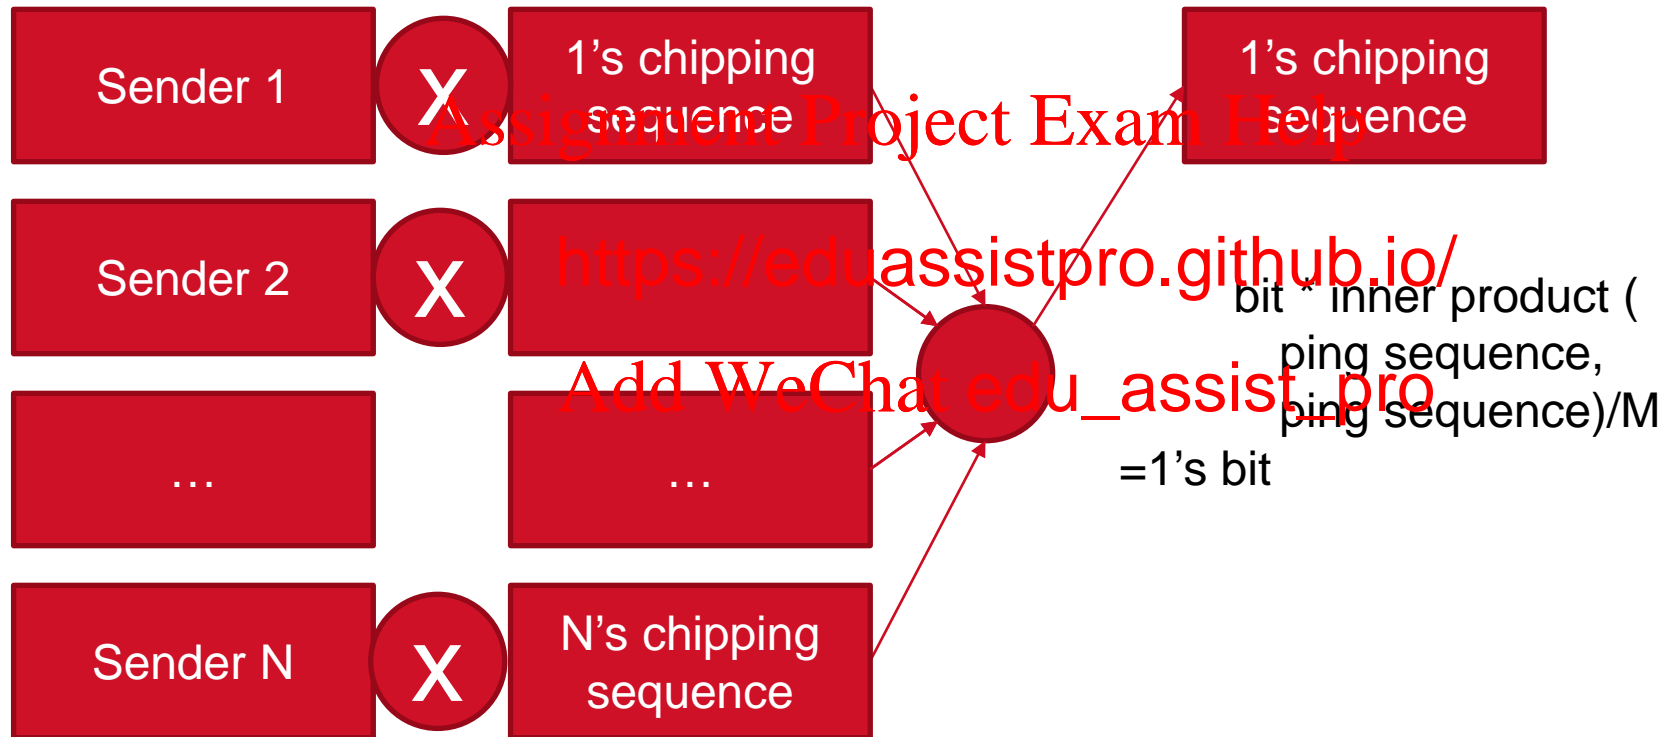 Sender 1
X
1's chipping
sequence
1's chipping
sequence
Assignment Project Exam Help
Sender 2
X
https://eduassistpro.github.io/
bit * inner product (
ping sequence,
ping sequence)/M
=1's bit
Add WeChat edu_assist_pro
...
...
Sender N
X
N's chipping
sequence